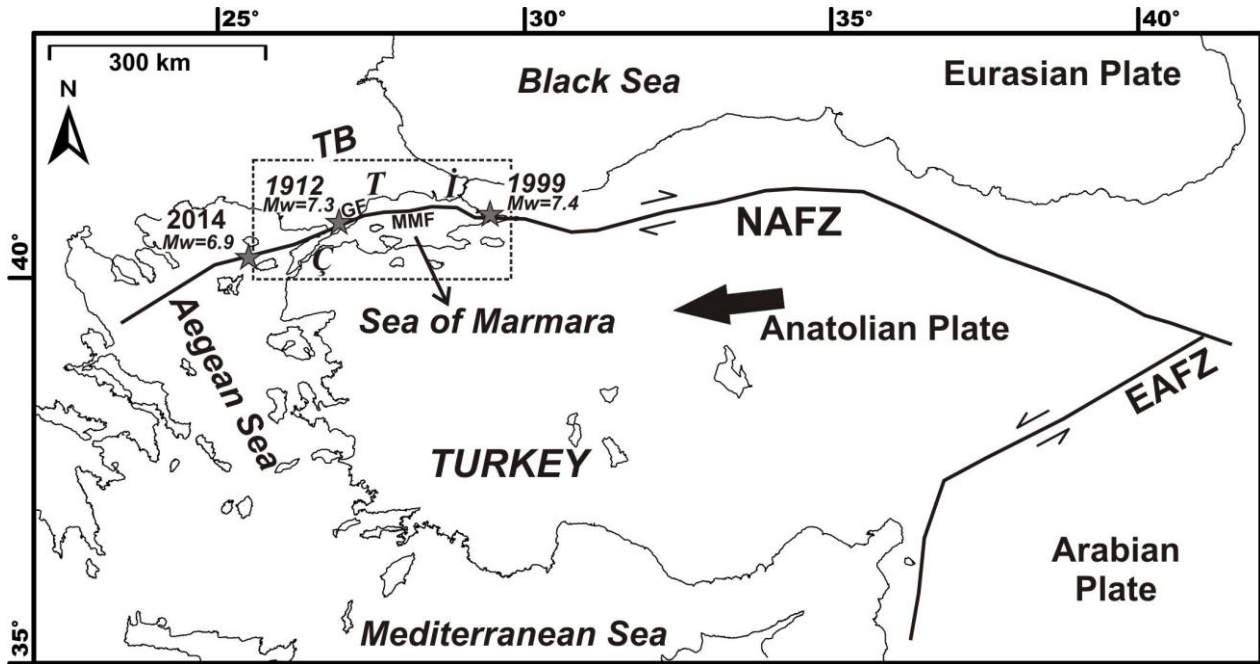 25°
30°
35°
40°
300 km
N
Black Sea
Eurasian Plate
TB
1912
Mw=7.3
T
İ
1999
Mw=7.4
GF
MMF
2014
Mw=6.9
Ç
NAFZ
40°
Sea of Marmara
Anatolian Plate
Aegean Sea
EAFZ
TURKEY
Arabian
Plate
35°
Mediterranean Sea